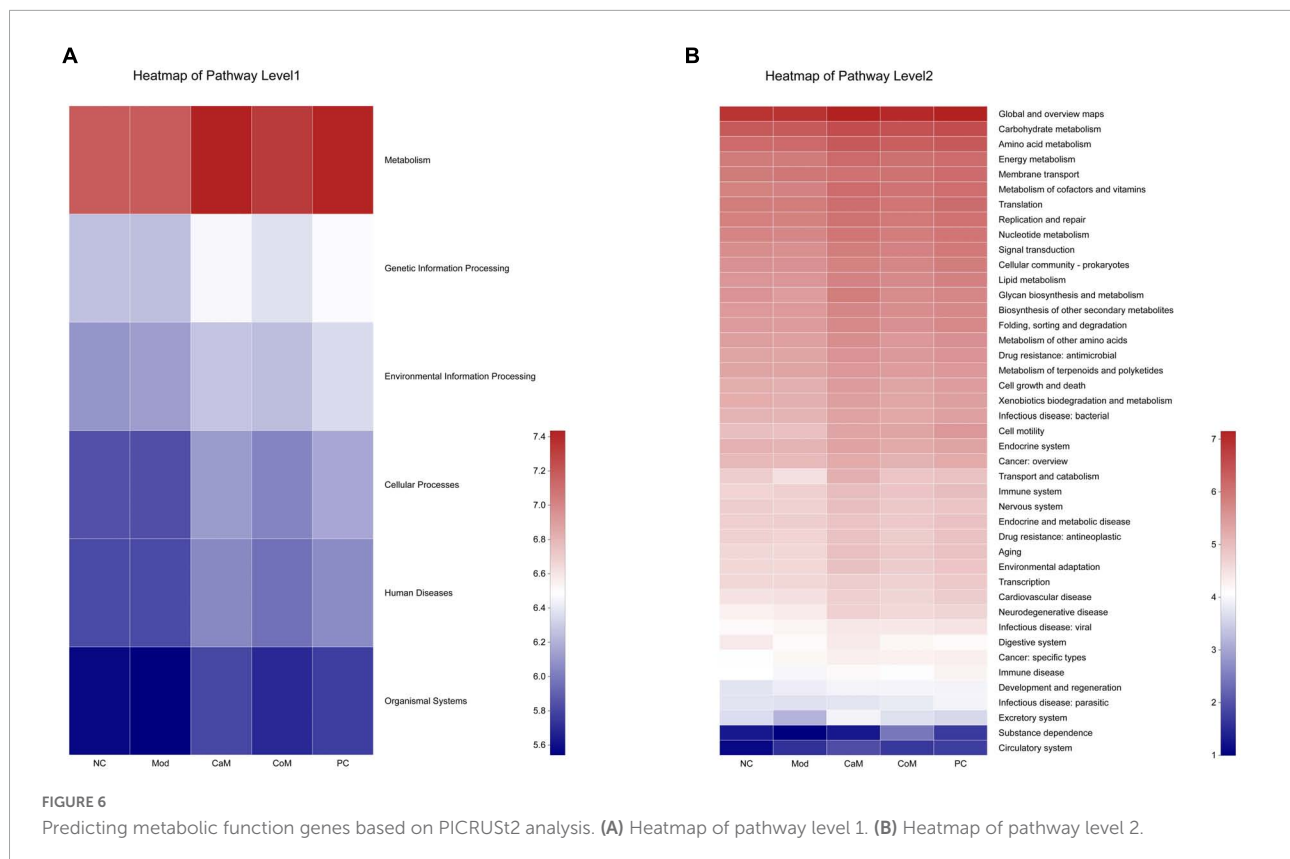 A
Heatmap of Pathway Level1
Metabolism
Genetic Information Processing
Environmental Information Processing
Cellular Processes
Human Diseases
Organismal Systems
7.4
7.2
7.0
6.8
6.6
6.4
6.2
6.0
5.8
5.6
NC Mod CaM CoM PC
B
Heatmap of Pathway Level2
Global and overview maps
Carbohydrate metabolism
Amino acid metabolism
Energy metabolism
Membrane transport
Metabolism of cofactors and vitamins
Translation
Replication and repair
Nucleotide metabolism
Signal transduction
Cellular community - prokaryotes
Lipid metabolism
Glycan biosynthesis and metabolism
Biosynthesis of other secondary metabolites
Folding, sorting and degradation
Metabolism of other amino acids
Drug resistance: antimicrobial
Metabolism of terpenoids and polyketides
Cell growth and death
Xenobiotics biodegradation and metabolism
Infectious disease: bacterial
Cell motility
Endocrine system
Cancer: overview
Transport and catabolism
Immune system
Nervous system
Endocrine and metabolic disease
Drug resistance: antineoplastic
Aging
Environmental adaptation
Transcription
Cardiovascular disease
Neurodegenerative disease
Infectious disease: viral
Digestive system
Cancer: specific types
Immune disease
Development and regeneration
Infectious disease: parasitic
Excretory system
Substance dependence
Circulatory system
7
6
5
4
3
2
1
NC Mod CaM CoM PC
FIGURE 6
Predicting metabolic function genes based on PICRUSt2 analysis. (A) Heatmap of pathway level 1. (B) Heatmap of pathway level 2.